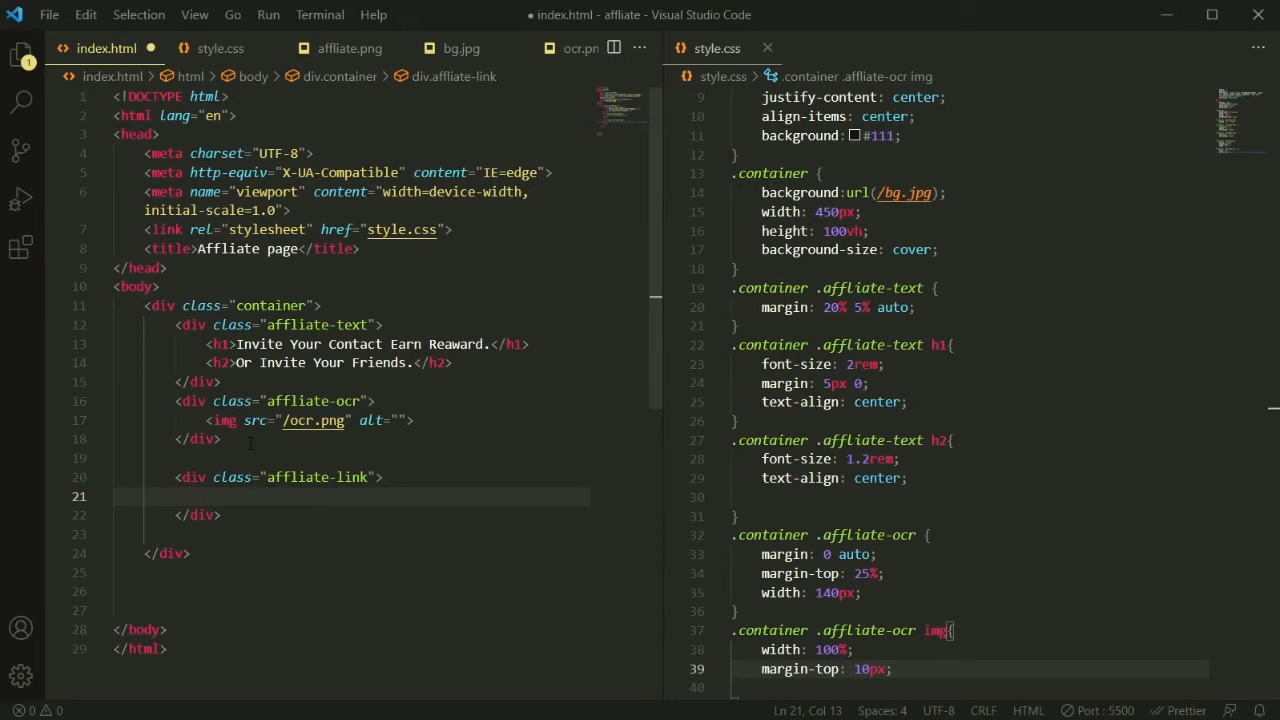 File Edit Selection View Go Run Terminal Help ● index.html - affliate - Visual Studio Code
1
index.html ● style.css affliate.png bg.jpg ocr.pn ···
index.html > html > body > div.container > div.affliate-link
1 <!DOCTYPE html>
2 <html lang="en">
3 <head>
4 <meta charset="UTF-8">
5 <meta http-equiv="X-UA-Compatible" content="IE=edge">
6 <meta name="viewport" content="width=device-width,
initial-scale=1.0">
7 <link rel="stylesheet" href="style.css">
8 <title>Affliate page</title>
9 </head>
10 <body>
11 <div class="container">
12 <div class="affliate-text">
13 <h1>Invite Your Contact Earn Reaward.</h1>
14 <h2>Or Invite Your Friends.</h2>
15 </div>
16 <div class="affliate-ocr">
17 <img src="/ocr.png" alt="">
18 </div>
19
20 <div class="affliate-link">
21
22 </div>
23
24 </div>
25
26
27
28 </body>
29 </html>
style.css ···
style.css > .container .affliate-ocr img
9 justify-content: center;
10 align-items: center;
11 background: #111;
12 }
13 .container {
14 background:url(/bg.jpg);
15 width: 450px;
16 height: 100vh;
17 background-size: cover;
18 }
19 .container .affliate-text {
20 margin: 20% 5% auto;
21 }
22 .container .affliate-text h1{
23 font-size: 2rem;
24 margin: 5px 0;
25 text-align: center;
26 }
27 .container .affliate-text h2{
28 font-size: 1.2rem;
29 text-align: center;
30
31 }
32 .container .affliate-ocr {
33 margin: 0 auto;
34 margin-top: 25%;
35 width: 140px;
36 }
37 .container .affliate-ocr img{
38 width: 100%;
39 margin-top: 10px;
40
0 0 Ln 21, Col 13 Spaces: 4 UTF-8 CRLF HTML Port : 5500 Prettier